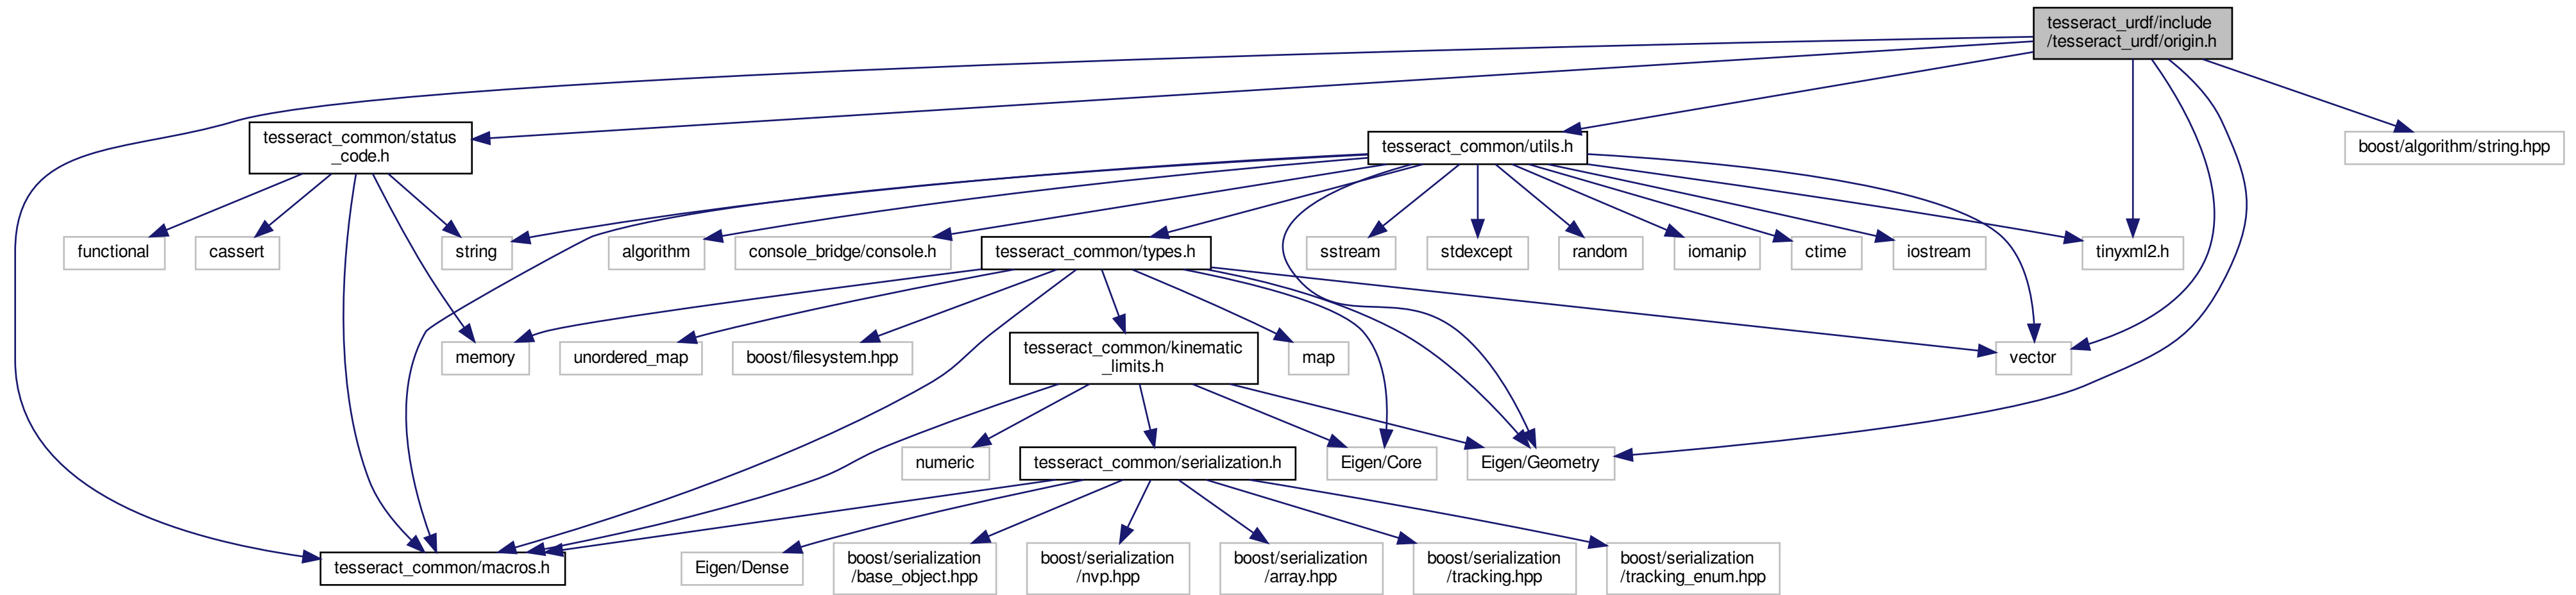 tesseract_urdf/include
/tesseract_urdf/origin.h
tesseract_common/status
_code.h
tesseract_common/utils.h
boost/algorithm/string.hpp
functional
cassert
string
algorithm
console_bridge/console.h
tesseract_common/types.h
sstream
stdexcept
random
iomanip
ctime
iostream
tinyxml2.h
memory
unordered_map
boost/filesystem.hpp
tesseract_common/kinematic
_limits.h
map
vector
numeric
tesseract_common/serialization.h
Eigen/Core
Eigen/Geometry
tesseract_common/macros.h
Eigen/Dense
boost/serialization
/base_object.hpp
boost/serialization
/nvp.hpp
boost/serialization
/array.hpp
boost/serialization
/tracking.hpp
boost/serialization
/tracking_enum.hpp